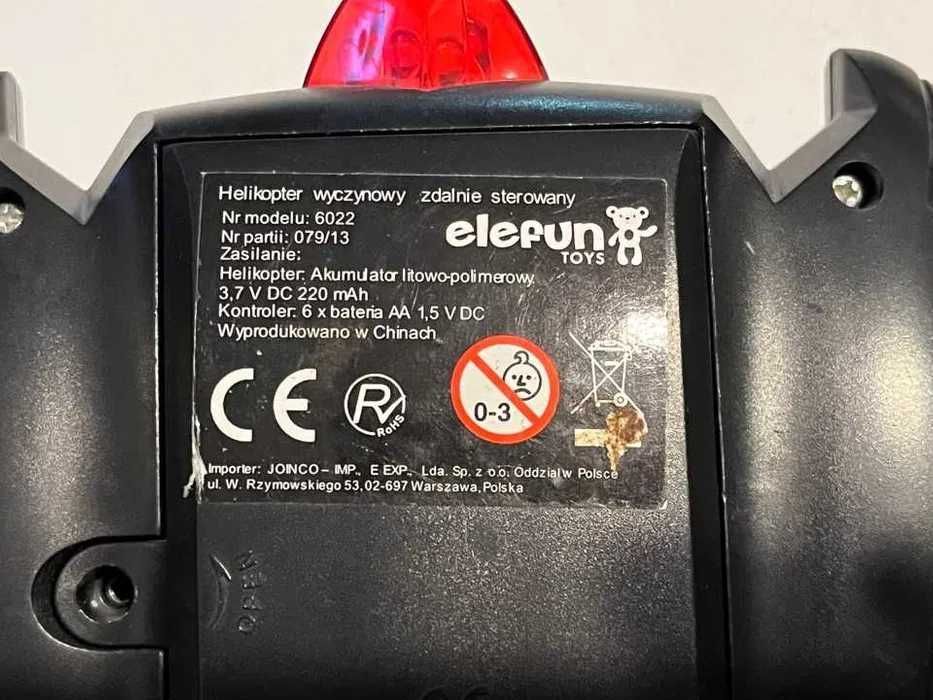 Helikopter wyczynowy zdalnie sterowany
Nr modelu: 6022
Nr partii: 079/13
elefun
TOYS
Zasilanie:
Helikopter: Akumulator litowo-polimerowy
3,7 V DC 220 mAh
Kontroler: 6 x bateria AA 1,5 V DC
Wyprodukowano w Chinach
CE
RV
RoHS
0-3
Importer: JOINCO – IMP., E EXP., Lda. Sp. z o.o. Oddział w Polsce
ul. W. Rzymowskiego 53, 02-697 Warszawa, Polska
OPEN